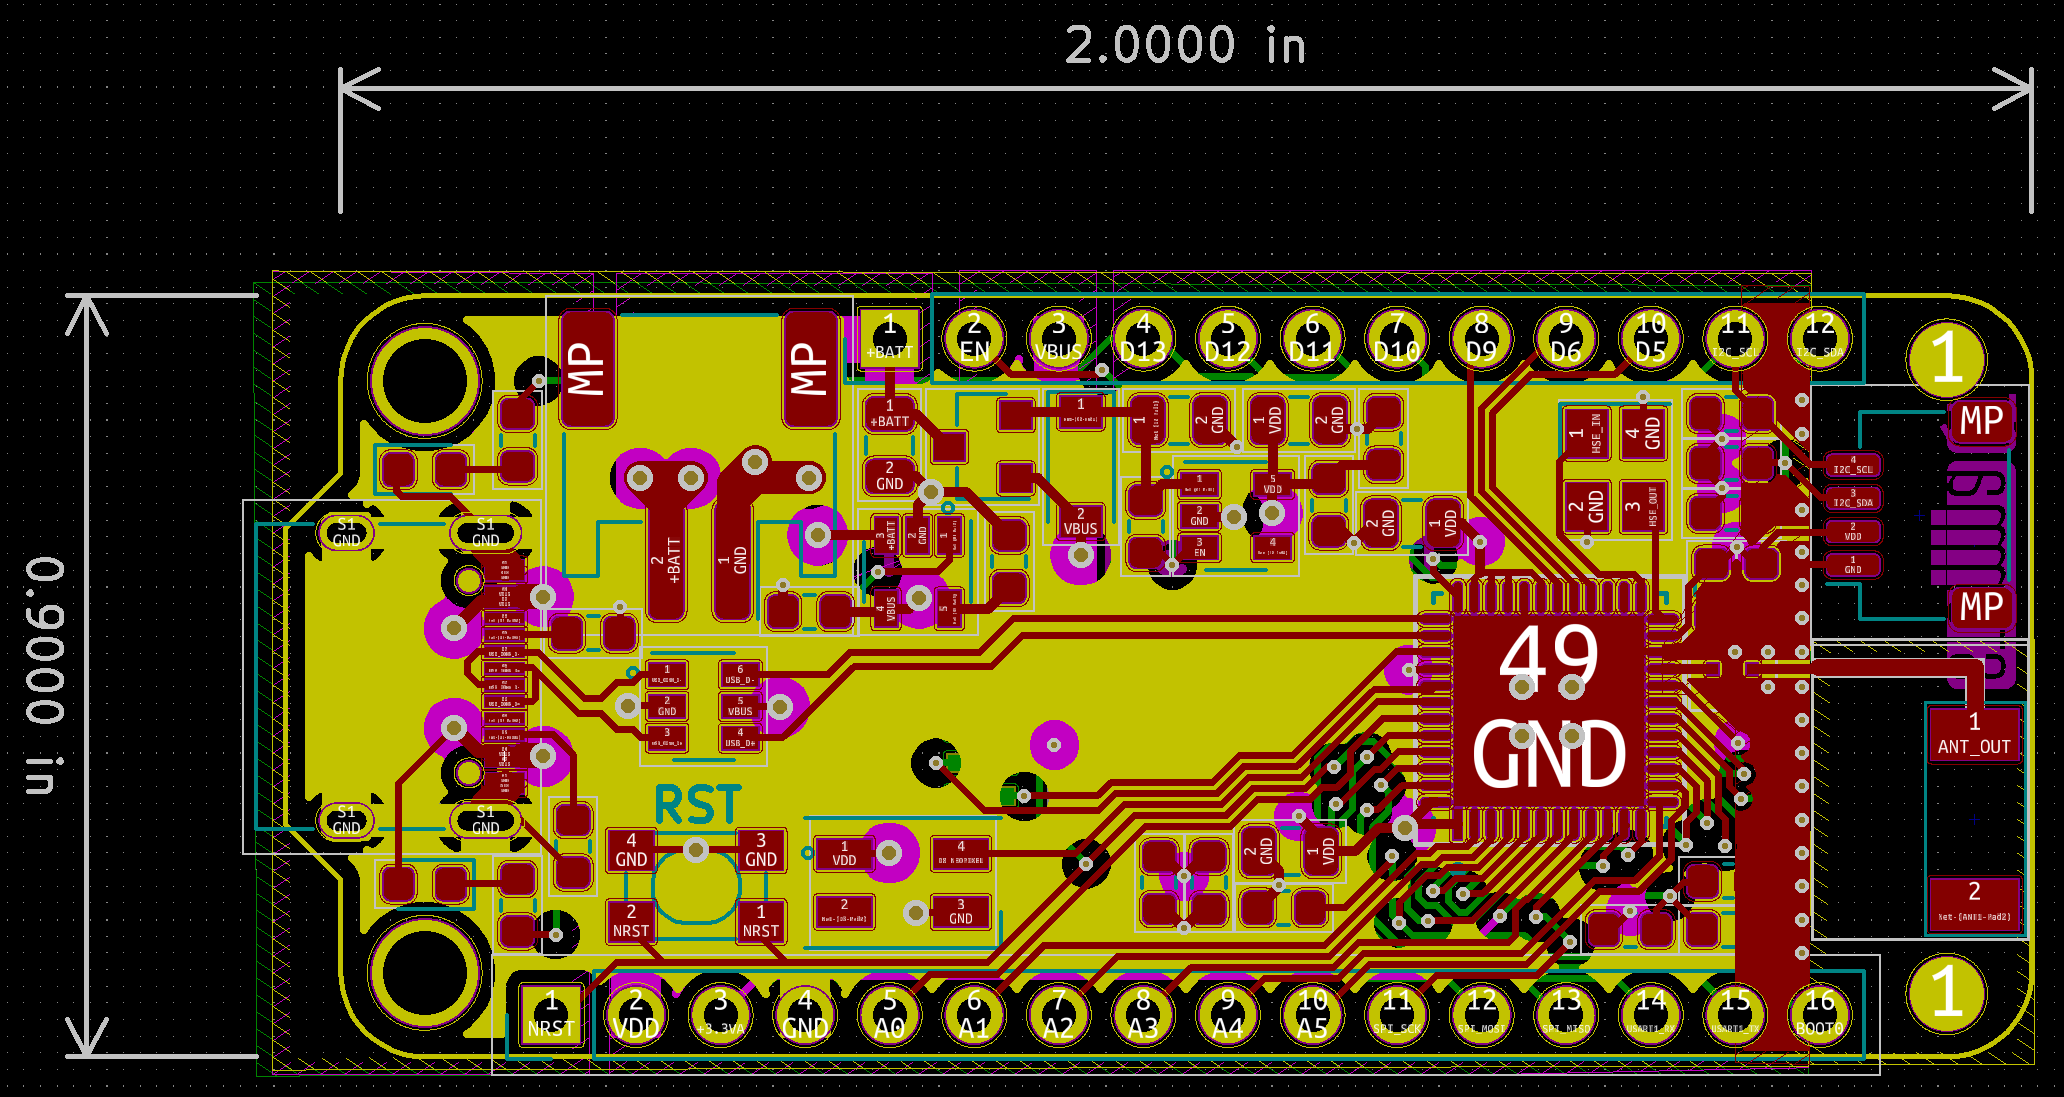 2.0000 in
0.9000 in
1
+BATT
2
EN
3
VBUS
4
D13
5
D12
6
D11
7
D10
8
D9
9
D6
10
D5
11
I2C_SCL
12
I2C_SDA
1
MP
MP
1
+BATT
2
GND
1
2
GND
1
VDD
2
GND
1
HSE_IN
4
GND
2
GND
3
HSE_OUT
MP
4
I2C_SCL
3
I2C_SDA
2
VDD
1
GND
MP
1
2
VBUS
1
2
GND
3
EN
5
VDD
4
2
GND
1
VDD
3
+BATT
2
GND
1
4
VBUS
5
2
+BATT
1
GND
S1
GND
S1
GND
S1
GND
S1
GND
1
2
GND
3
6
USB_D-
5
VBUS
4
USB_D+
49
GND
1
ANT_OUT
2
Net-(ANT1-Pad2)
RST
4
GND
3
GND
2
NRST
1
NRST
1
VDD
4
2
3
GND
2
GND
1
VDD
1
NRST
2
VDD
3
+3.3VA
4
GND
5
A0
6
A1
7
A2
8
A3
9
A4
10
A5
11
SPI_SCK
12
SPI_MOSI
13
SPI_MISO
14
USART1_RX
15
USART1_TX
16
BOOT0
1